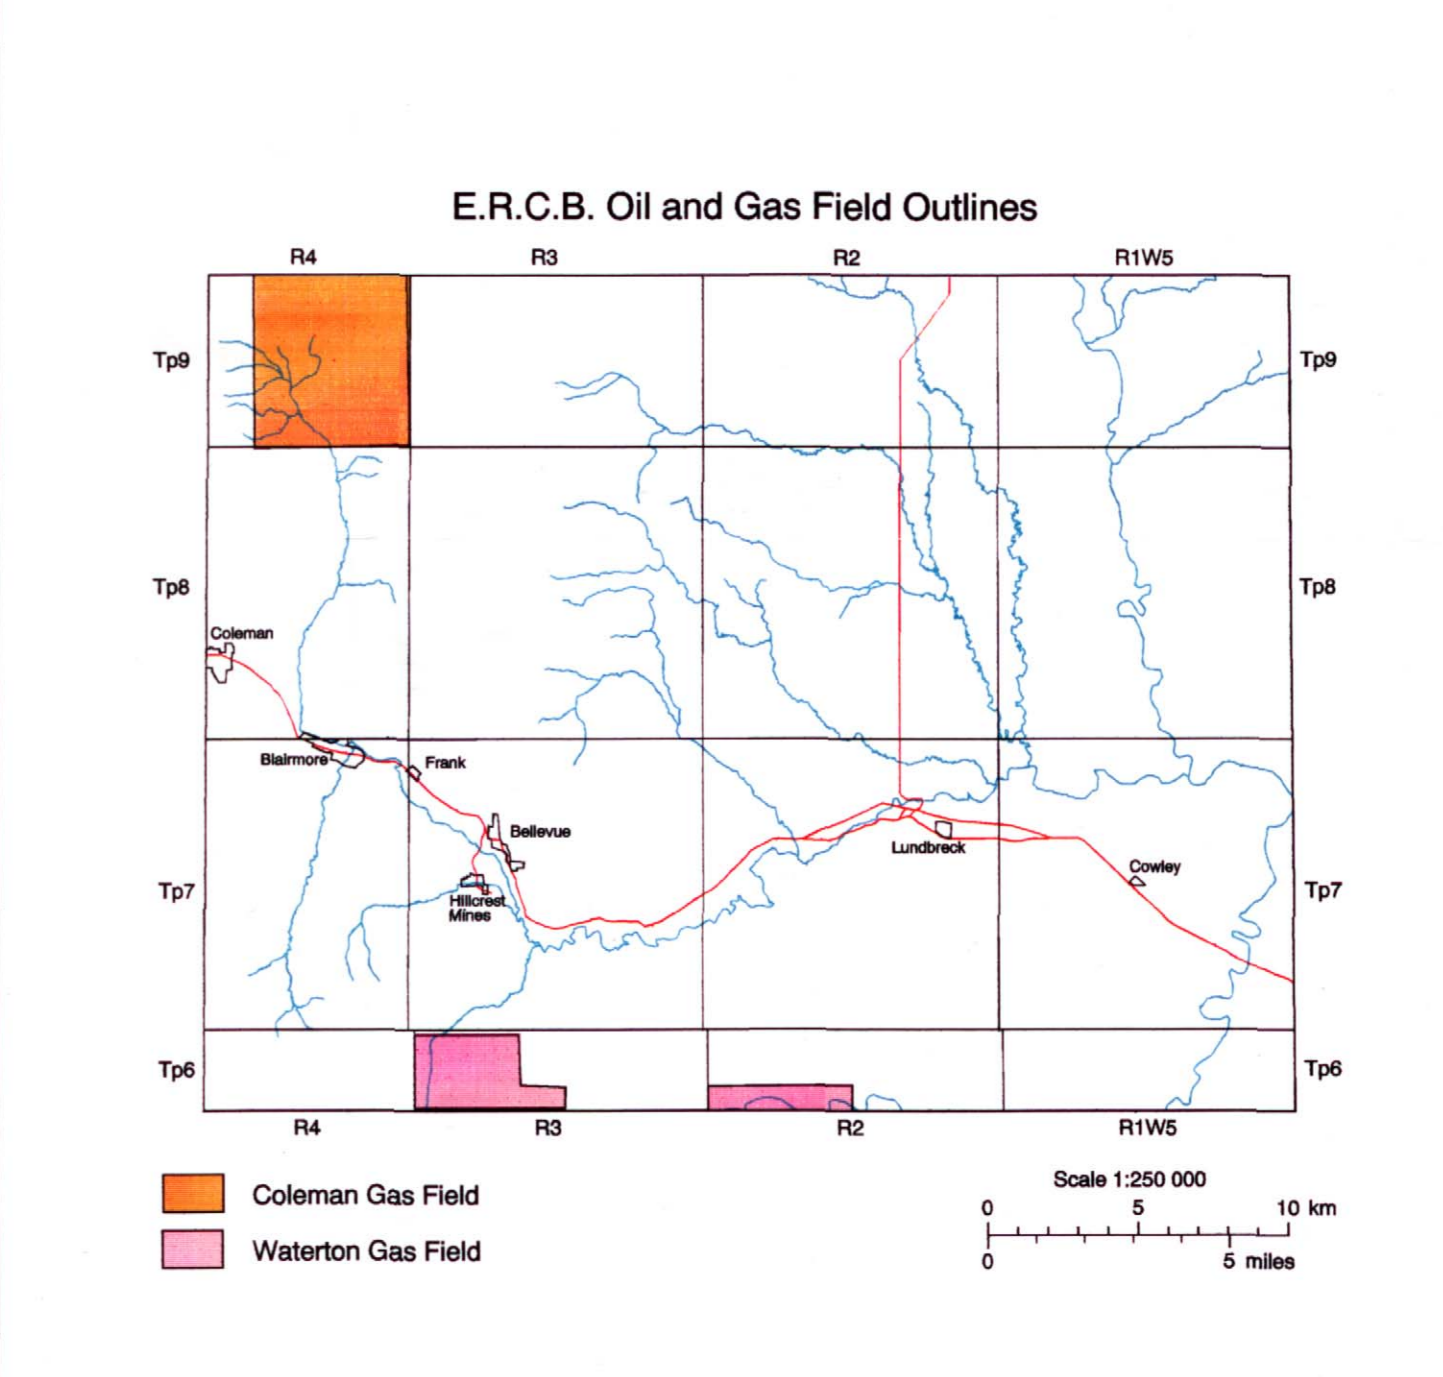 E.R.C.B. Oil and Gas Field Outlines
R4 R3 R2 R1W5
Tp9 Tp9
Tp8 Tp8
Coleman
Blairmore
Frank
Bellevue
Lundbreck
Cowley
Tp7 Tp7
Hillcrest
Mines
Tp6 Tp6
R4 R3 R2 R1W5
Coleman Gas Field
Waterton Gas Field
Scale 1:250 000
0 5 10 km
0 5 miles